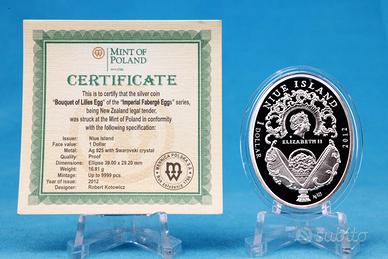 MINT OF
POLAND
CERTIFICATE
This is to certify that the silver coin
"Bouquet of Lilies Egg" of the "Imperial Fabergé Eggs" series,
being New Zealand legal tender,
was struck at the Mint of Poland in conformity
with the following specification:
Issuer: Niue Island
Face value: 1 Dollar
Metal: Ag 925 with Swarovski crystal
Quality: Proof
Size: Ellipse 39.00 x 29.20 mm
Weight: 16.81 g
Mintage: Up to 9999 pcs.
Year of issue: 2012
Designer: Robert Kotowicz
MENNICA POLSKA S.A.
NIUE ISLAND
1 DOLLAR
2012
ELIZABETH II
subito